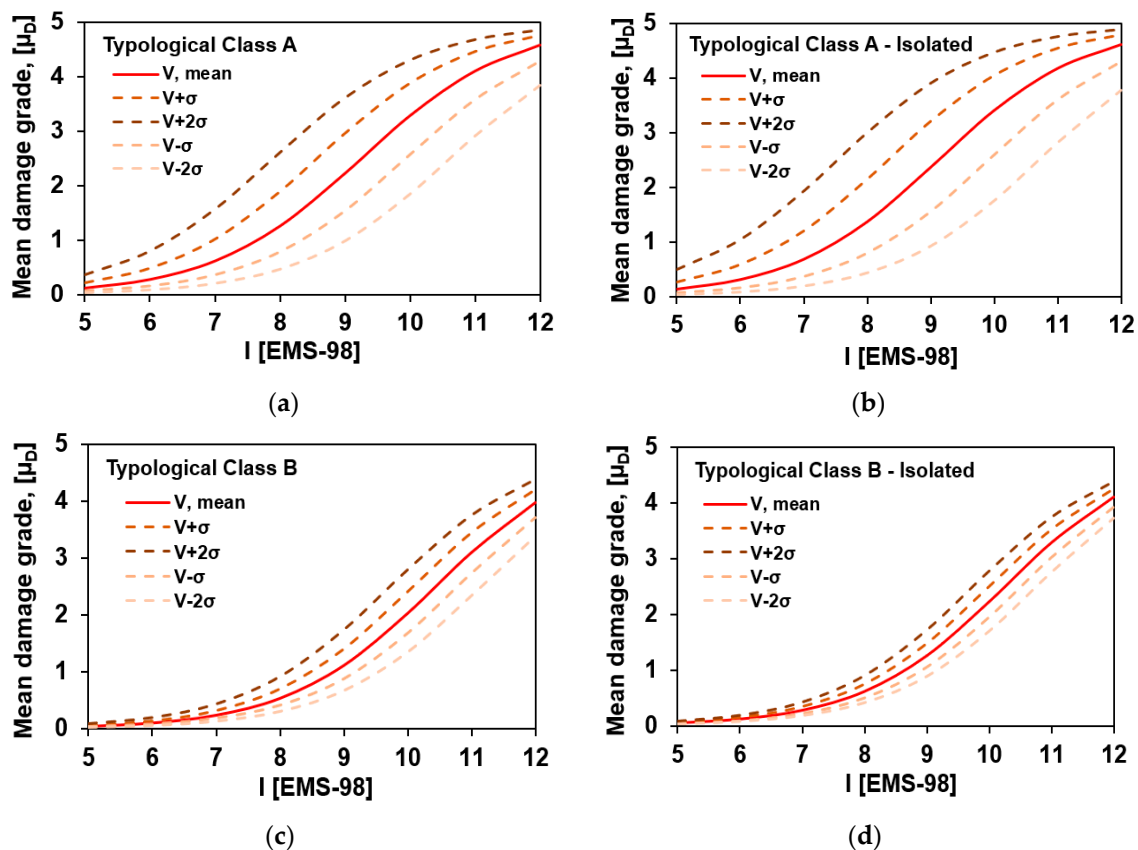 Typological Class A
V, mean
V+σ
V+2σ
V-σ
V-2σ
Mean damage grade, [μD]
5
4
3
2
1
0
5 6 7 8 9 10 11 12
I [EMS-98]
(a)
Typological Class A - Isolated
V, mean
V+σ
V+2σ
V-σ
V-2σ
Mean damage grade, [μD]
5
4
3
2
1
0
5 6 7 8 9 10 11 12
I [EMS-98]
(b)
Typological Class B
V, mean
V+σ
V+2σ
V-σ
V-2σ
Mean damage grade, [μD]
5
4
3
2
1
0
5 6 7 8 9 10 11 12
I [EMS-98]
(c)
Typological Class B - Isolated
V, mean
V+σ
V+2σ
V-σ
V-2σ
Mean damage grade, [μD]
5
4
3
2
1
0
5 6 7 8 9 10 11 12
I [EMS-98]
(d)